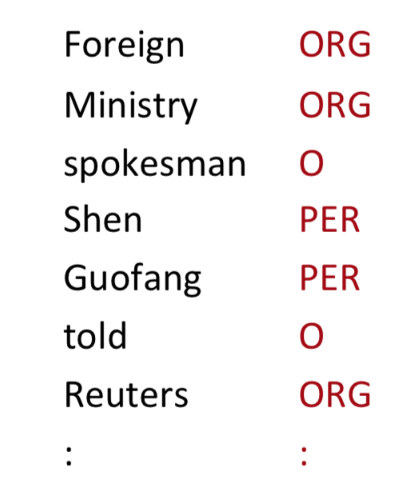 Foreign ORG
Ministry ORG
spokesman O
Shen PER
Guofang PER
told O
Reuters ORG
: :